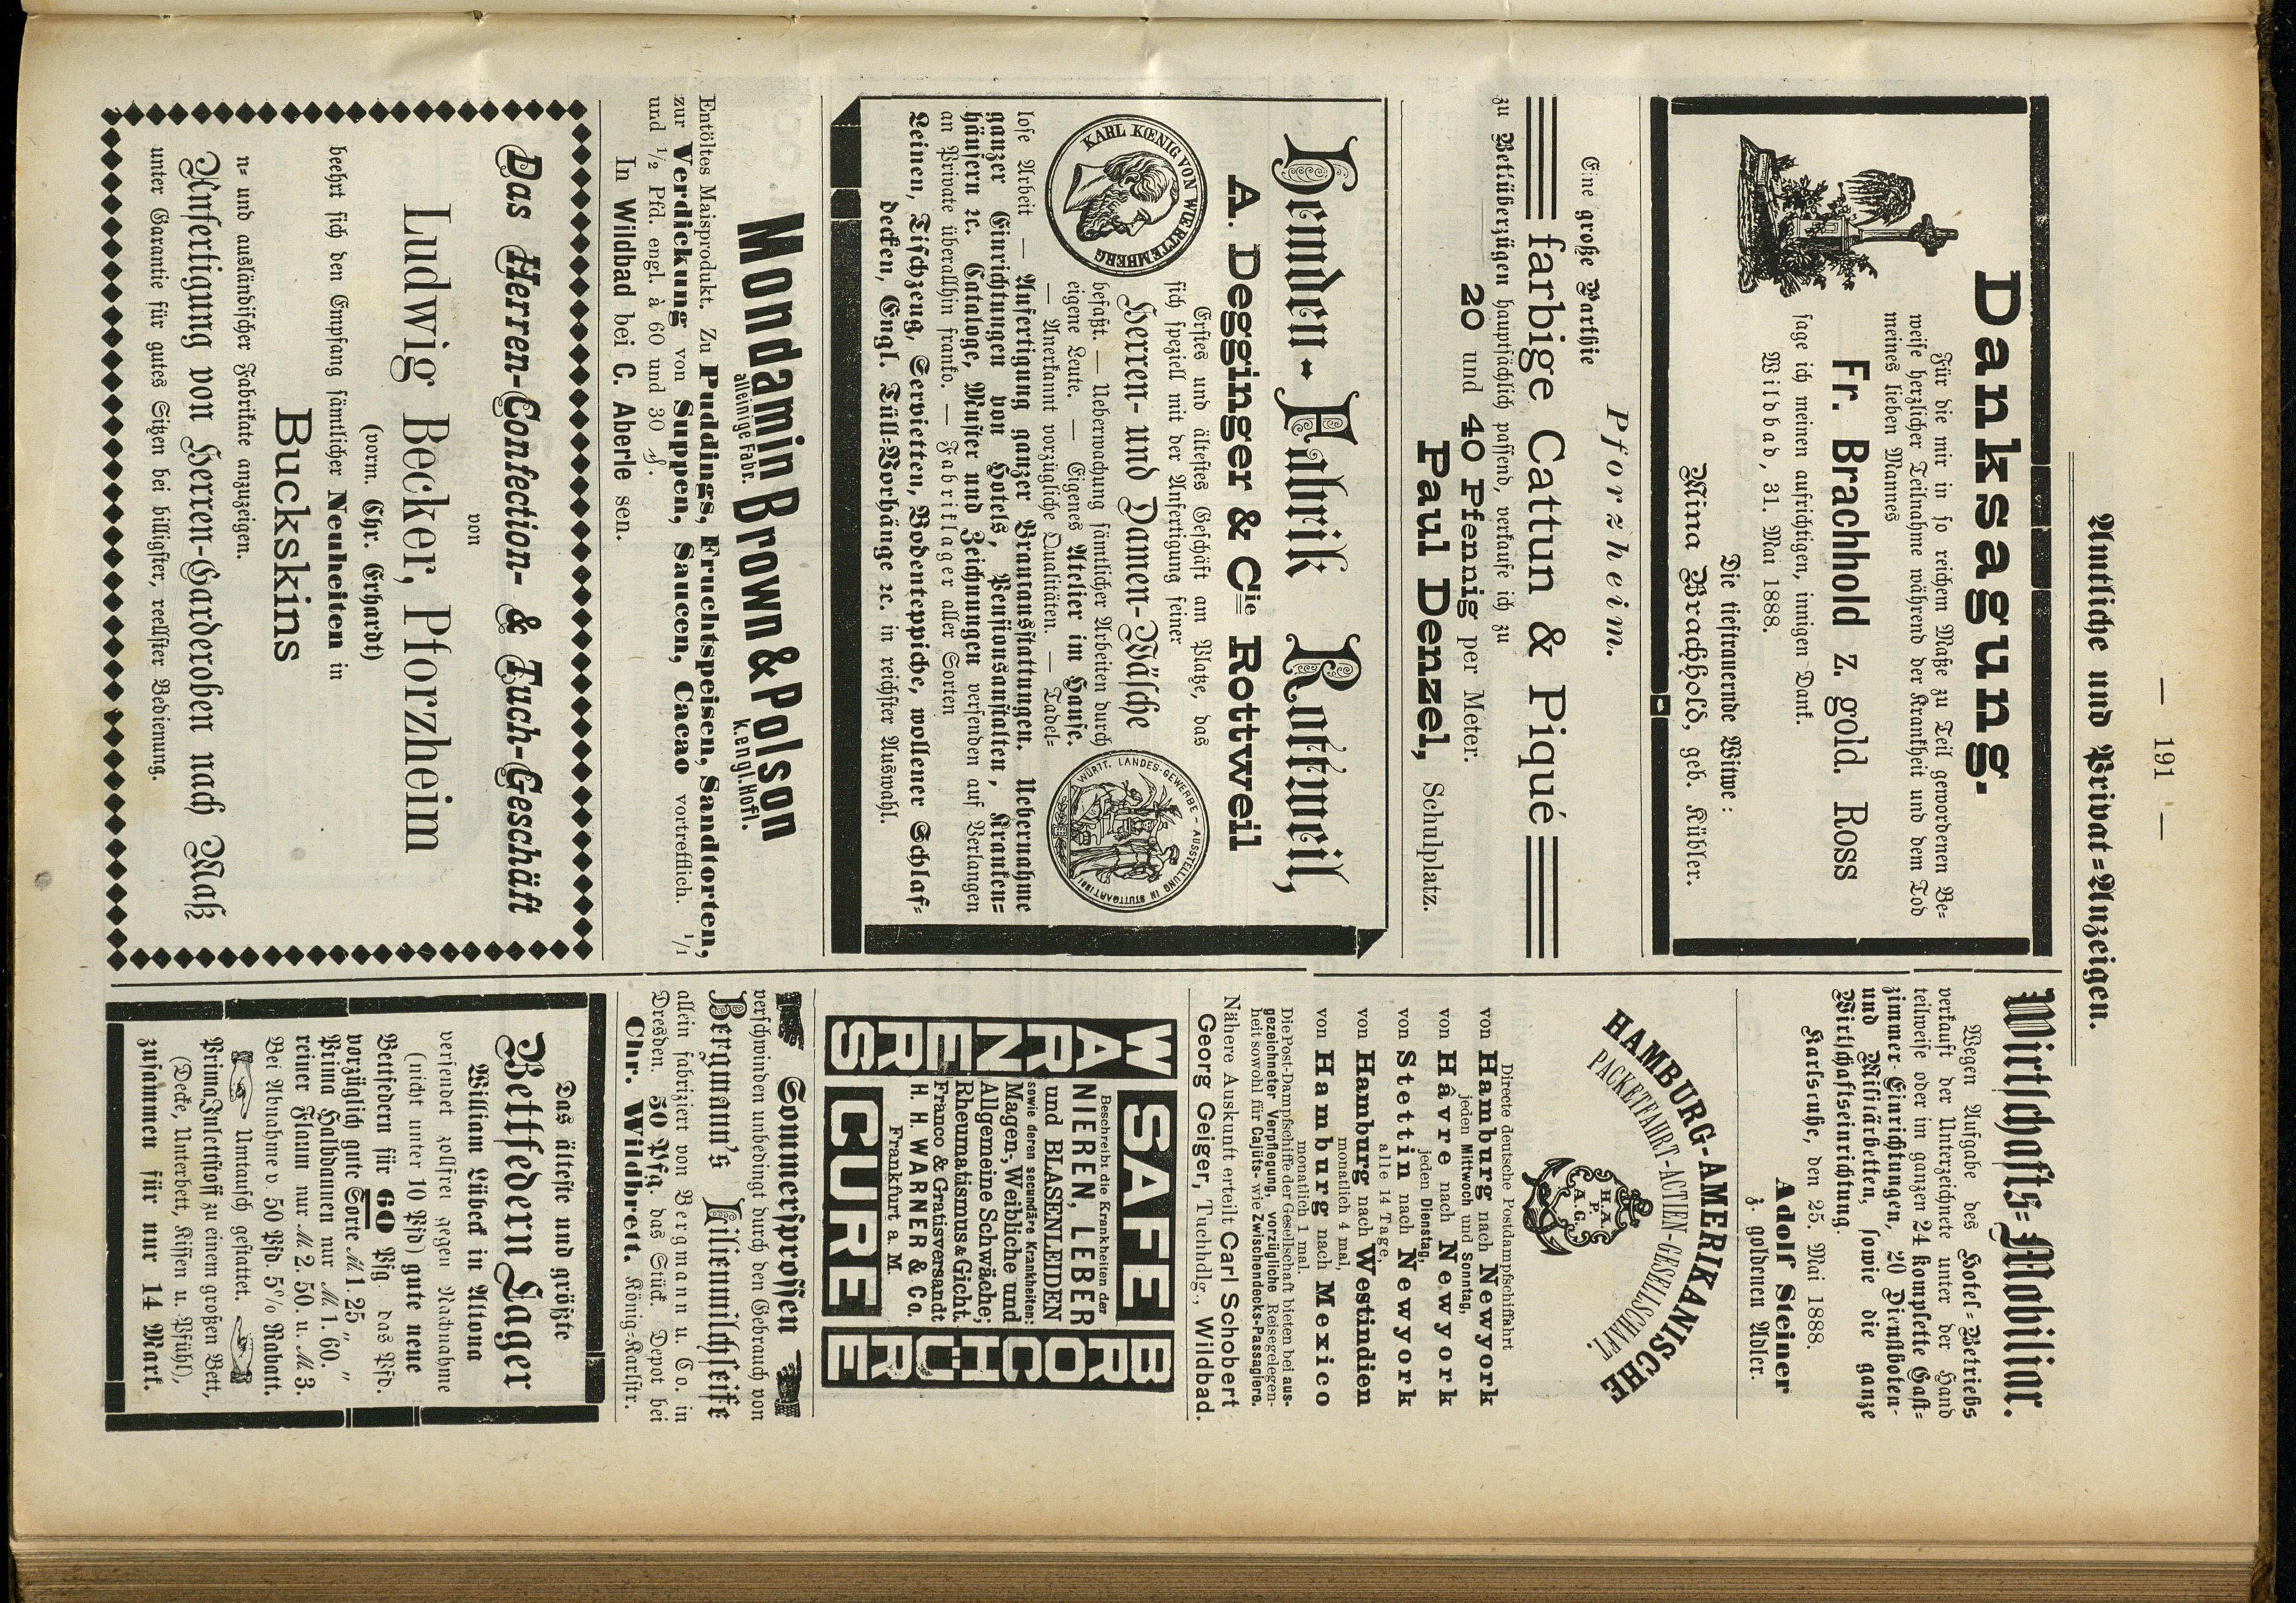 — 191 —
Amtliche und Privat-Anzeigen.
Danksagung.
Für die mir in so reichem Maße zu Teil gewordenen Be-
weise herzlicher Teilnahme während der Krankheit und dem Tod
meines lieben Mannes
Fr. Brachhold z. gold. Ross
sage ich meinen aufrichtigen, innigen Dank.
Wildbad, 31. Mai 1888.
Die tieftrauernde Witwe:
Mina Brachhold, geb. Kübler.
Pforzheim.
Eine große Parthie
farbige Cattun & Piqué
zu Bettüberzügen hauptsächlich passend, verkaufe ich zu
20 und 40 Pfennig per Meter.
Paul Denzel, Schulplatz.
Hemden-Fabrik Rottweil,
A. Degginger & Cie Rottweil
KARL KŒNIG VON WUERTTEMBERG
Erstes und ältestes Geschäft am Platze, das
sich speziell mit der Anfertigung feiner
Herren- und Damen-Wäsche
befaßt. — Ueberwachung sämtlicher Arbeiten durch
eigene Leute. — Eigenes Atelier im Hause.
— Anerkannt vorzügliche Qualitäten. — Tadel-
WÜRTT. LANDES-GEWERBE-AUSSTELLUNG IN STUTTGART 1881
lose Arbeit — Anfertigung ganzer Brautausstattungen. Uebernahme
ganzer Einrichtungen von Hotels, Pensionsanstalten, Kranken-
häusern ꝛc. Cataloge, Muster und Zeichnungen versenden auf Verlangen
an Private überallhin franko. — Fabriklager aller Sorten
Leinen, Tischzeug, Servietten, Bodenteppiche, wollener Schlaf-
decken, Engl. Tüll-Vorhänge ꝛc. in reichster Auswahl.
Mondamin Brown & Polson
alleinige Fabr. k. engl. Hofl.
Entöltes Maisprodukt. Zu Puddings, Fruchtspeisen, Sandtorten,
zur Verdickung von Suppen, Saucen, Cacao vortrefflich. 1/1
und 1/2 Pfd. engl. à 60 und 30 ₰.
In Wildbad bei C. Aberle sen.
Das Herren-Confection- & Tuch-Geschäft
von
Ludwig Becker, Pforzheim
(vorm. Chr. Erhardt)
beehrt sich den Empfang sämtlicher Neuheiten in
Buckskins
n- und ausländischer Fabrikate anzuzeigen.
Anfertigung von Herren-Garderoben nach Maß
unter Garantie für gutes Sitzen bei billigster, reellster Bedienung.
Wirtschafts-Mobiliar.
Wegen Aufgabe des Hotel-Betriebs
verkauft der Unterzeichnete unter der Hand
teilweise oder im ganzen 24 komplette Gast-
zimmer-Einrichtungen, 20 Dienstboten-
und Militärbetten, sowie die ganze
Wirtschaftseinrichtung.
Karlsruhe, den 25. Mai 1888.
Adolf Steiner
z. goldenen Adler.
HAMBURG-AMERIKANISCHE
PACKETFAHRT-ACTIEN-GESELLSCHAFT.
H.A.P.A.G.
Directe deutsche Postdampfschiffahrt
von Hamburg nach Newyork
jeden Mittwoch und Sonntag,
von Hâvre nach Newyork
jeden Dienstag,
von Stettin nach Newyork
alle 14 Tage,
von Hamburg nach Westindien
monatlich 4 mal,
von Hamburg nach Mexico
monatlich 1 mal.
Die Post-Dampfschiffe der Gesellschaft bieten bei aus-
gezeichneter Verpflegung, vorzügliche Reisegelegen-
heit sowohl für Cajüts- wie Zwischendecks-Passagiere.
Nähere Auskunft erteilt Carl Schobert
Georg Geiger, Tuchhdlg., Wildbad.
WARNERS
SAFE
Beschreibt die Krankheiten der
NIEREN, LEBER
und BLASENLEIDEN
sowie deren secundäre Krankheiten:
Magen-, Weibliche und
Allgemeine Schwäche;
Rheumatismus & Gicht.
Franco & Gratisversandt
H. H. WARNER & Co.
Frankfurt a. M.
CURE
BROCHÜRE
Sommersprossen
verschwinden unbedingt durch den Gebrauch von
Bergmann's Lilienmilchseife
allein fabriziert von Bergmann u. Co. in
Dresden. 50 Pfg. das Stück. Depot bei
Chr. Wildbrett. König-Karlstr.
Das älteste und größte
Bettfedern Lager
William Lübeck in Altona
versendet zollfrei gegen Nachnahme
(nicht unter 10 Pfd) gute neue
Bettfedern für 60 Pfg. das Pfd.
vorzüglich gute Sorte M. 1. 25 „ „
Prima Halbdaunen nur M. 1. 60. „
reiner Flaum nur M. 2. 50. u. M. 3.
Bei Abnahme v. 50 Pfd. 5% Rabatt.
Umtausch gestattet.
Prima Inlettstoff zu einem großen Bett,
(Decke, Unterbett, Kissen u. Pfühl),
zusammen für nur 14 Mark.